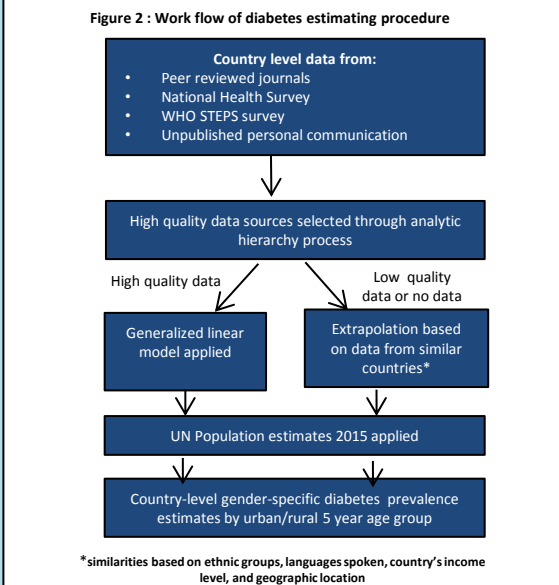 Figure 2 : Work flow of diabetes estimating procedure
Country level data from:
• Peer reviewed journals
• National Health Survey
• WHO STEPS survey
• Unpublished personal communication
High quality data sources selected through analytic
hierarchy process
High quality data
Low quality
data or no data
Generalized linear
model applied
Extrapolation based
on data from similar
countries*
UN Population estimates 2015 applied
Country-level gender-specific diabetes prevalence
estimates by urban/rural 5 year age group
*similarities based on ethnic groups, languages spoken, country's income
level, and geographic location